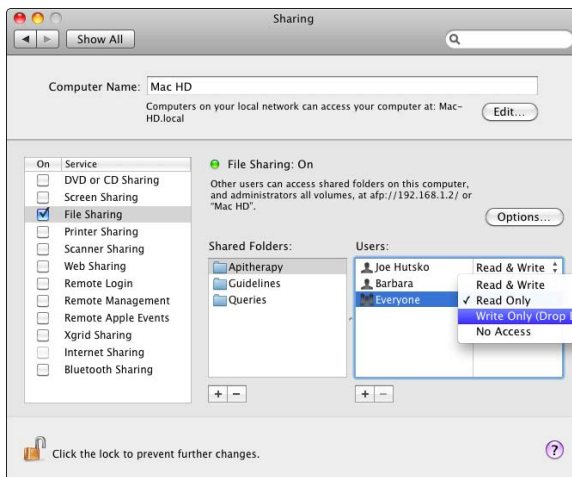 Sharing
Show All
Computer Name: Mac HD
Computers on your local network can access your computer at: Mac-
HD.local
Edit...
On Service
DVD or CD Sharing
Screen Sharing
File Sharing
Printer Sharing
Scanner Sharing
Web Sharing
Remote Login
Remote Management
Remote Apple Events
Xgrid Sharing
Internet Sharing
Bluetooth Sharing
File Sharing: On
Other users can access shared folders on this computer,
and administrators all volumes, at afp://192.168.1.2/ or
"Mac HD".
Options...
Shared Folders:
Apitherapy
Guidelines
Queries
Users:
Joe Hutsko Read & Write
Barbara
Everyone
Read & Write
✓ Read Only
Write Only (Drop
No Access
+ −
+ −
Click the lock to prevent further changes.
?